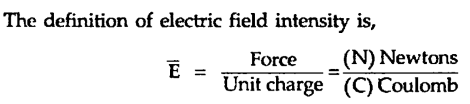 The definition of electric field intensity is,
E̅ = Force / Unit charge = (N) Newtons / (C) Coulomb